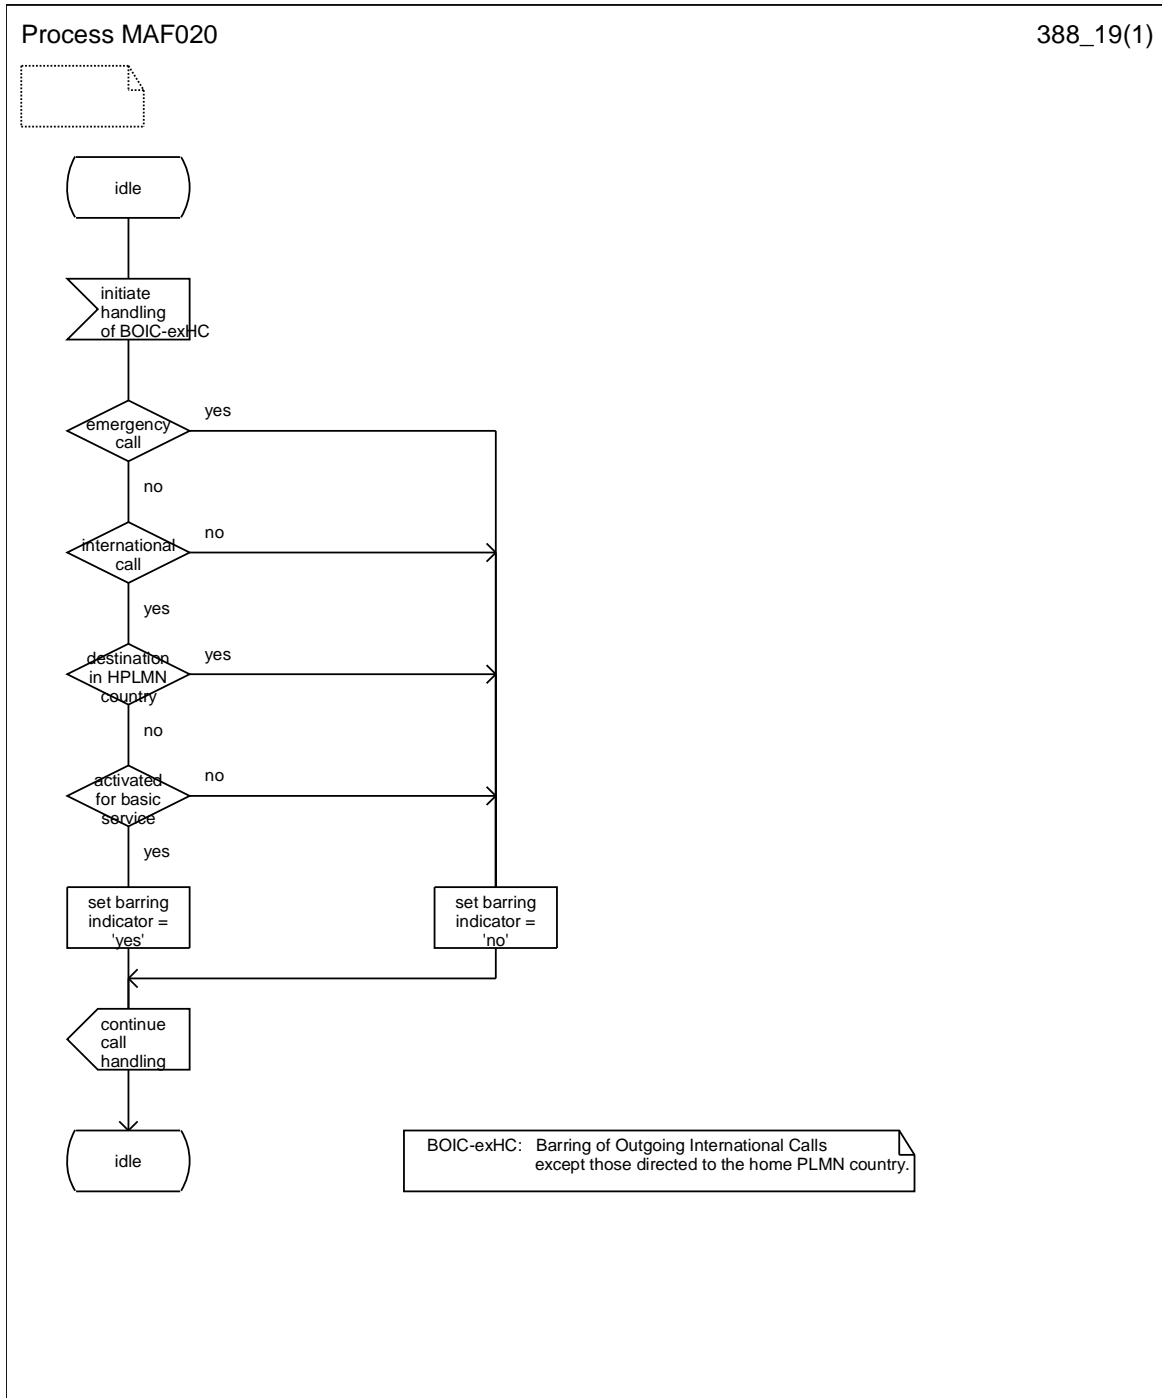 Process MAF020
388_19(1)
idle
initiate
handling
of BOIC-exHC
emergency
call
yes
no
international
call
no
yes
destination
in HPLMN
country
yes
no
activated
for basic
service
no
yes
set barring
indicator =
'yes'
set barring
indicator =
'no'
continue
call
handling
idle
BOIC-exHC: Barring of Outgoing International Calls
except those directed to the home PLMN country.